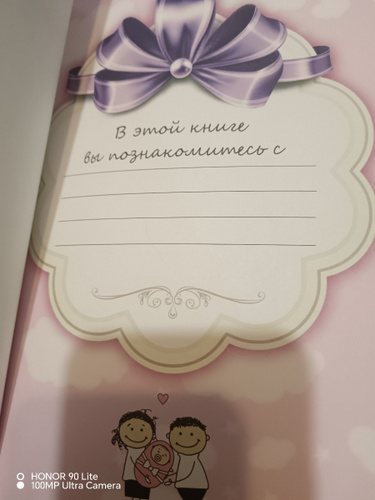 В этой книге
вы познакомитесь с
HONOR 90 Lite
100MP Ultra Camera